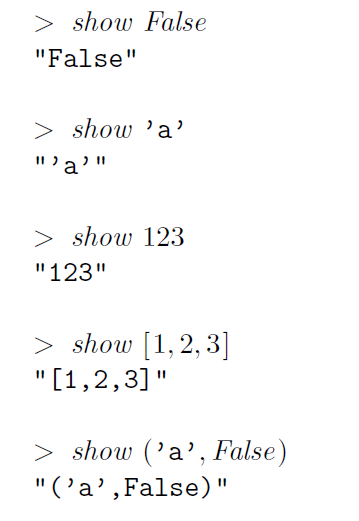 > show False
"False"
> show ’a’
"’a’"
> show 123
"123"
> show [1, 2, 3]
"[1,2,3]"
> show (’a’, False)
"(’a’,False)"